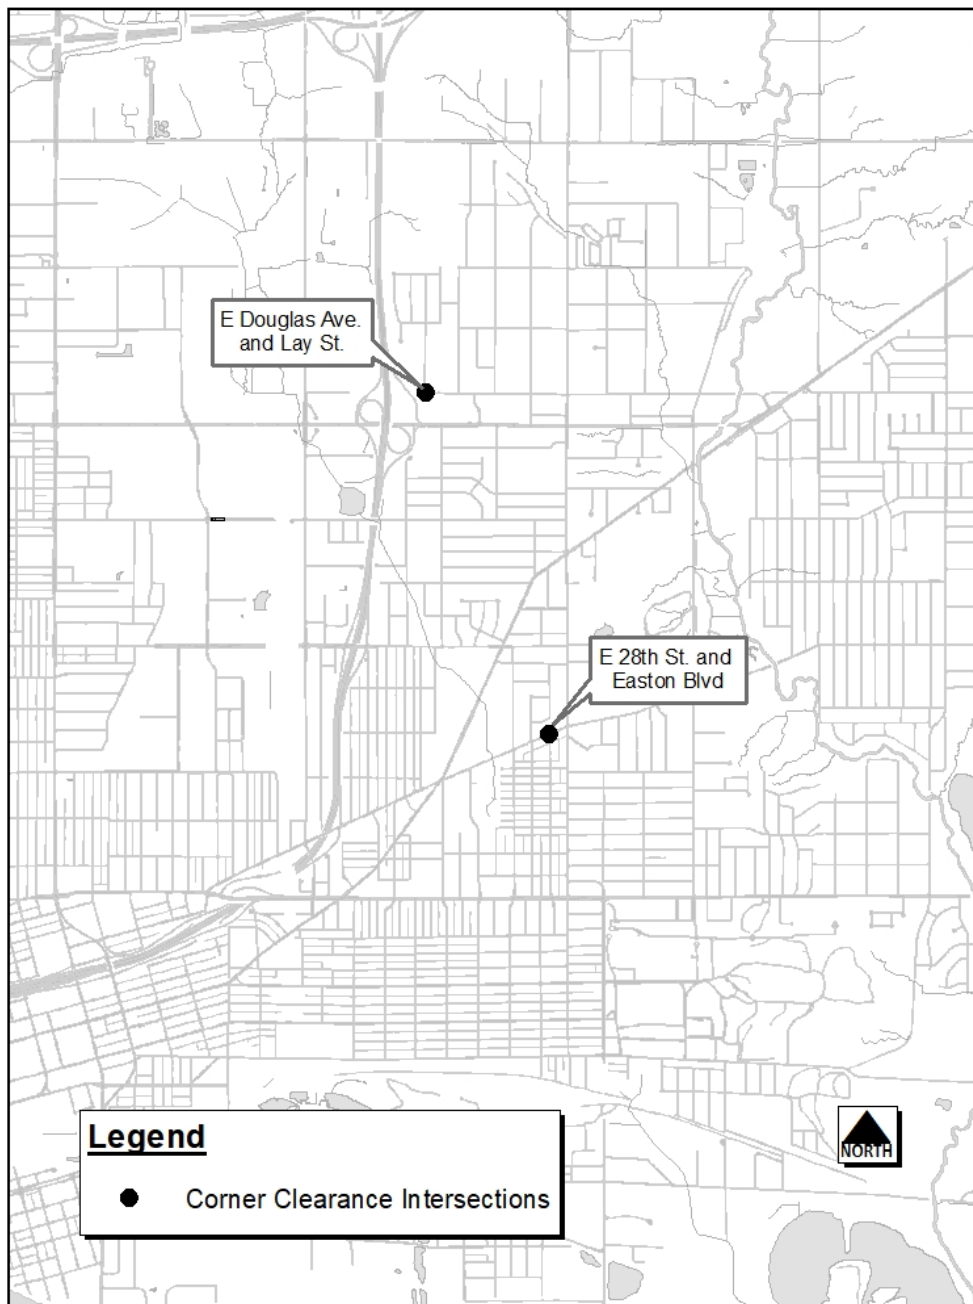 E Douglas Ave.
and Lay St.
E 28th St. and
Easton Blvd
Legend
Corner Clearance Intersections
NORTH